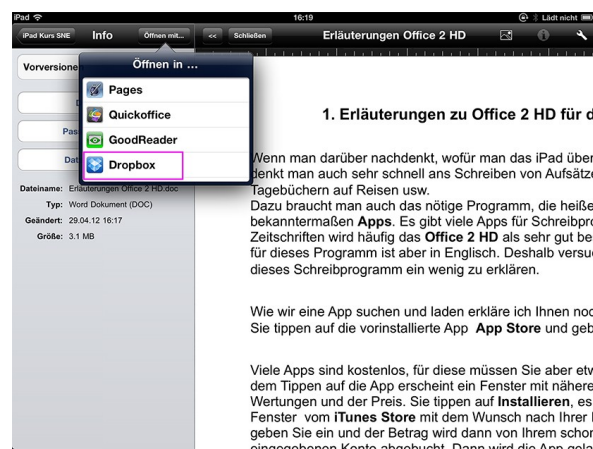 iPad 16:19 Lädt nicht
iPad Kurs SNE Info Öffnen mit... << Schließen Erläuterungen Office 2 HD
Vorversione Öffnen in ...
Pages
Quickoffice
GoodReader
Dropbox
D
Pas
Dat
Dateiname: Erläuterungen Office 2 HD.doc
Typ: Word Dokument (DOC)
Geändert: 29.04.12 16:17
Größe: 3.1 MB
1. Erläuterungen zu Office 2 HD für d
Wenn man darüber nachdenkt, wofür man das iPad über
denkt man auch sehr schnell ans Schreiben von Aufsätze
Tagebüchern auf Reisen usw.
Dazu braucht man auch das nötige Programm, die heiße
bekanntermaßen Apps. Es gibt viele Apps für Schreibpro
Zeitschriften wird häufig das Office 2 HD als sehr gut be
für dieses Programm ist aber in Englisch. Deshalb versu
dieses Schreibprogramm ein wenig zu erklären.
Wie wir eine App suchen und laden erkläre ich Ihnen noc
Sie tippen auf die vorinstallierte App App Store und geb
Viele Apps sind kostenlos, für diese müssen Sie aber etw
dem Tippen auf die App erscheint ein Fenster mit nähere
Wertungen und der Preis. Sie tippen auf Installieren, es
Fenster vom iTunes Store mit dem Wunsch nach Ihrer I
geben Sie ein und der Betrag wird dann von Ihrem schon
eingegebenen Konto abgebucht. Dann wird die App gela